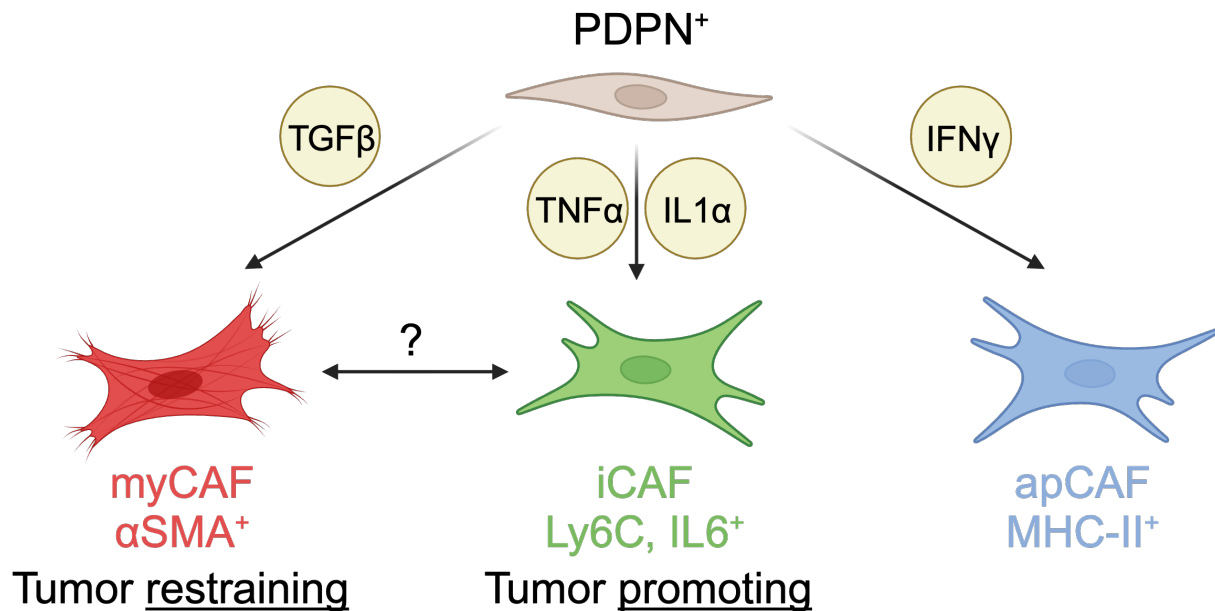 PDPN⁺
TGFβ
TNFα
IL1α
IFNγ
?
myCAF
αSMA⁺
Tumor restraining
iCAF
Ly6C, IL6⁺
Tumor promoting
apCAF
MHC-II⁺